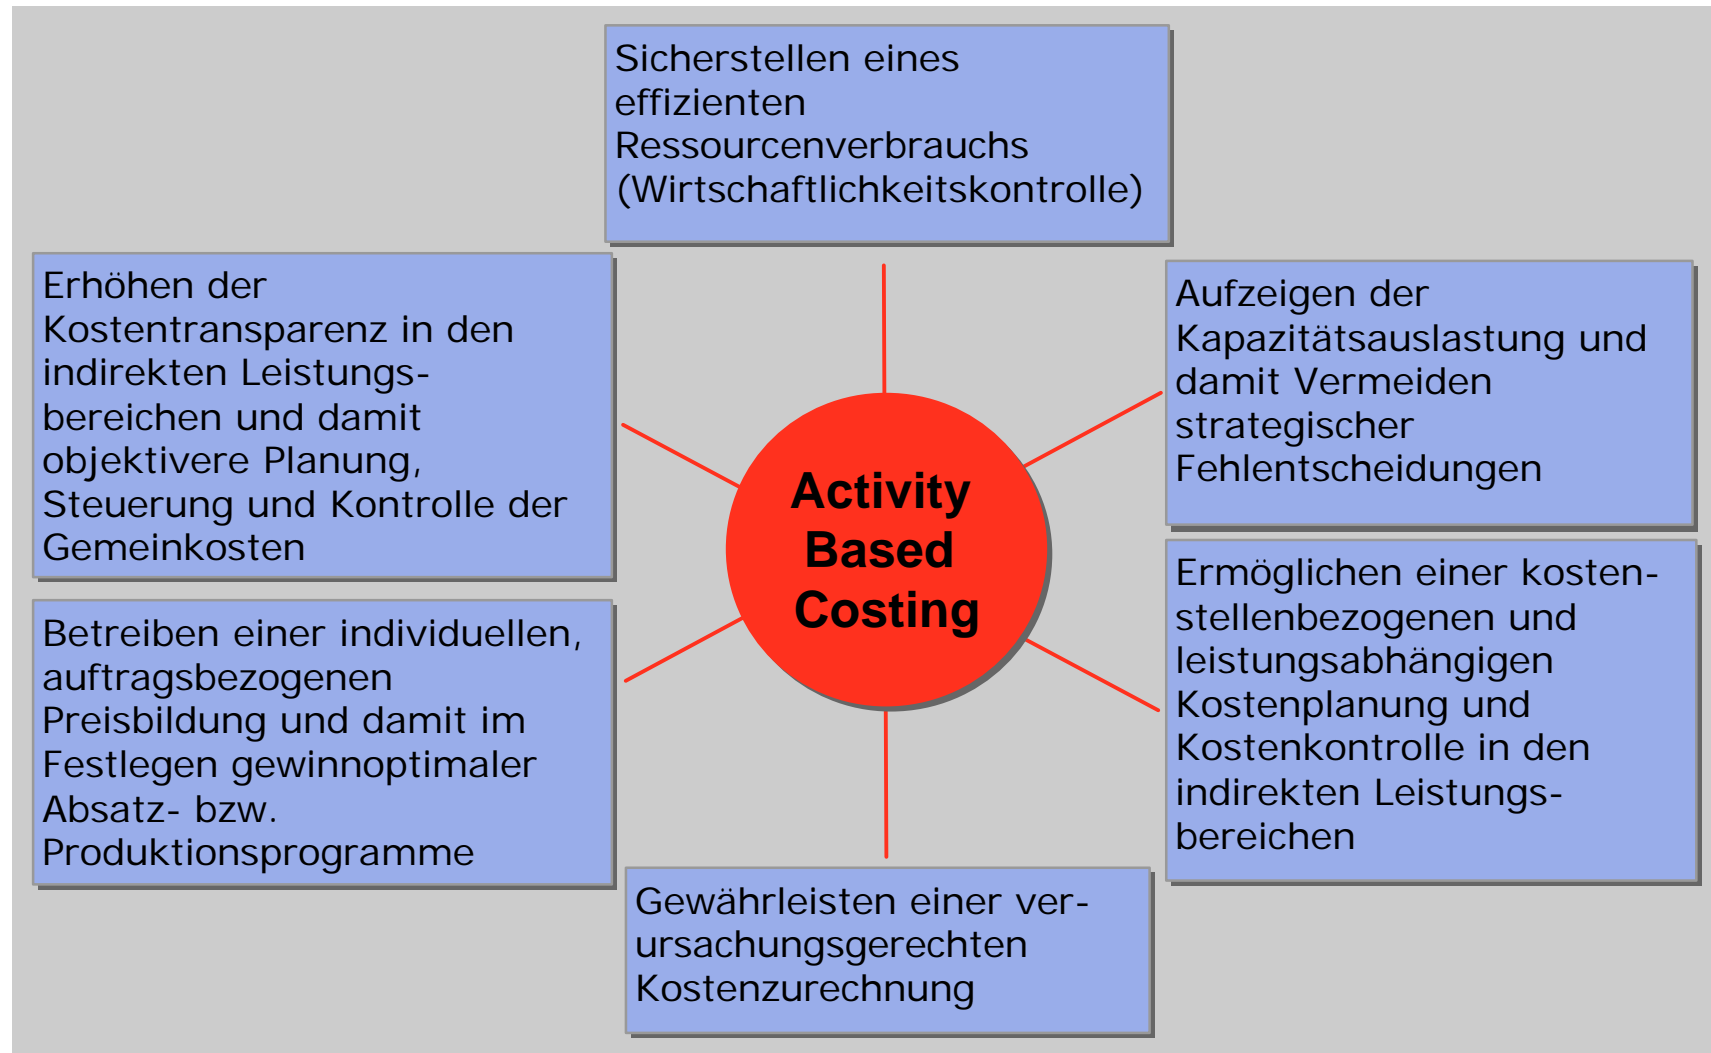 Sicherstellen eines
effizienten
Ressourcenverbrauchs
(Wirtschaftlichkeitskontrolle)
Erhöhen der
Kostentransparenz in den
indirekten Leistungs-
bereichen und damit
objektivere Planung,
Steuerung und Kontrolle der
Gemeinkosten
Aufzeigen der
Kapazitätsauslastung und
damit Vermeiden
strategischer
Fehlentscheidungen
Activity
Based
Costing
Betreiben einer individuellen,
auftragsbezogenen
Preisbildung und damit im
Festlegen gewinnoptimaler
Absatz- bzw.
Produktionsprogramme
Ermöglichen einer kosten-
stellenbezogenen und
leistungsabhängigen
Kostenplanung und
Kostenkontrolle in den
indirekten Leistungs-
bereichen
Gewährleisten einer ver-
ursachungsgerechten
Kostenzurechnung